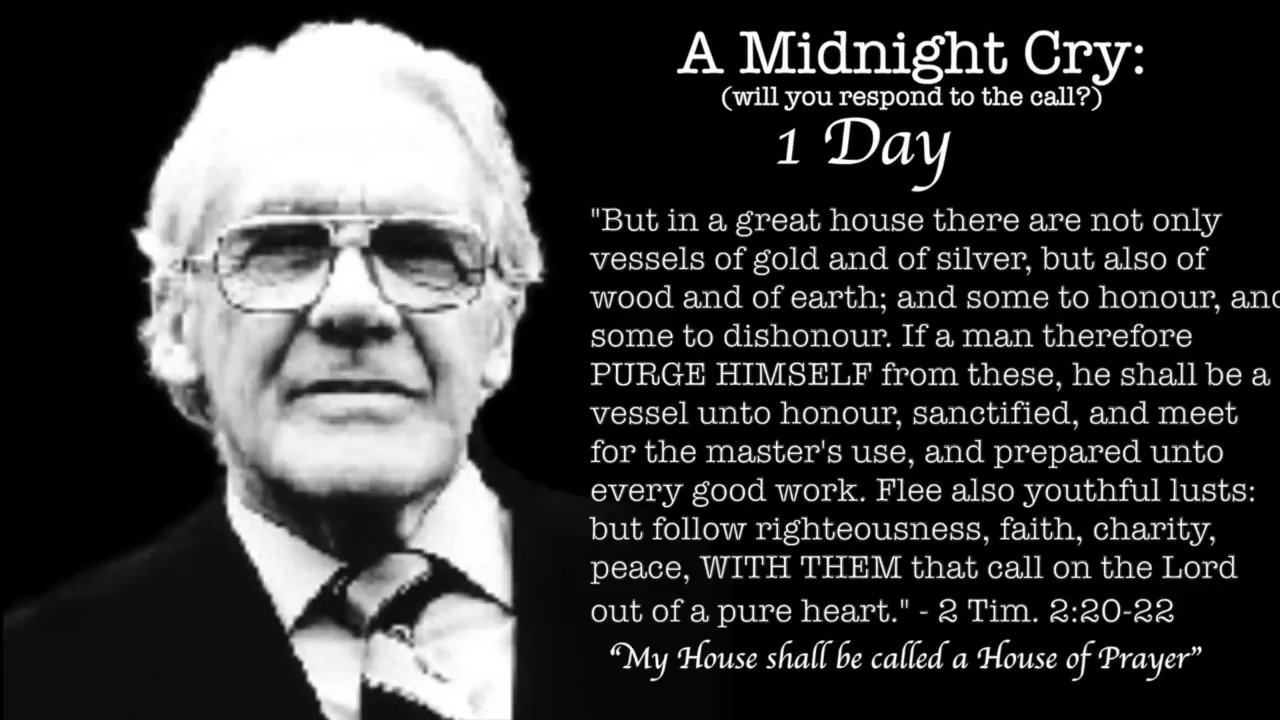 A Midnight Cry:
(will you respond to the call?)
1 Day
"But in a great house there are not only
vessels of gold and of silver, but also of
wood and of earth; and some to honour, and
some to dishonour. If a man therefore
PURGE HIMSELF from these, he shall be a
vessel unto honour, sanctified, and meet
for the master's use, and prepared unto
every good work. Flee also youthful lusts:
but follow righteousness, faith, charity,
peace, WITH THEM that call on the Lord
out of a pure heart." - 2 Tim. 2:20-22
“My House shall be called a House of Prayer”